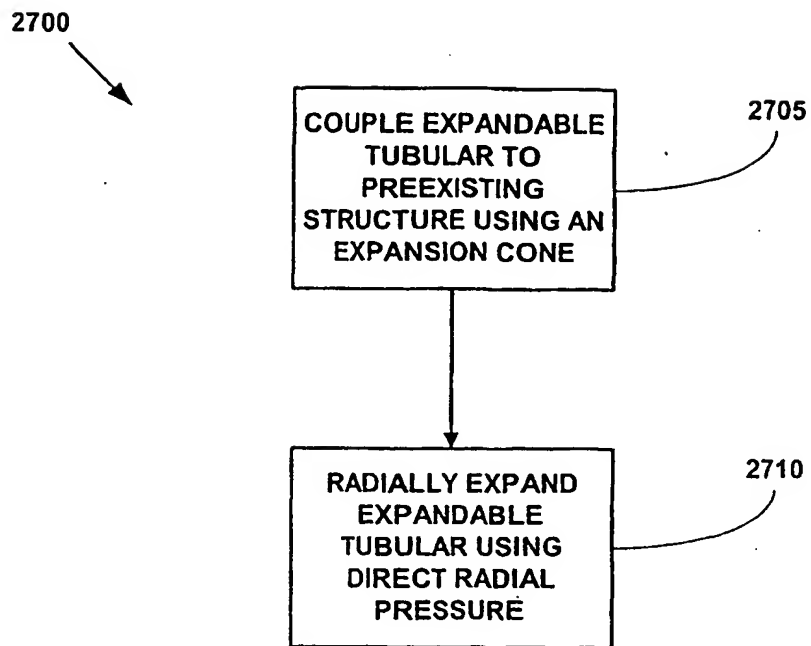 2700
COUPLE EXPANDABLE
TUBULAR TO
PREEXISTING
STRUCTURE USING AN
EXPANSION CONE
2705
RADIALLY EXPAND
EXPANDABLE
TUBULAR USING
DIRECT RADIAL
PRESSURE
2710